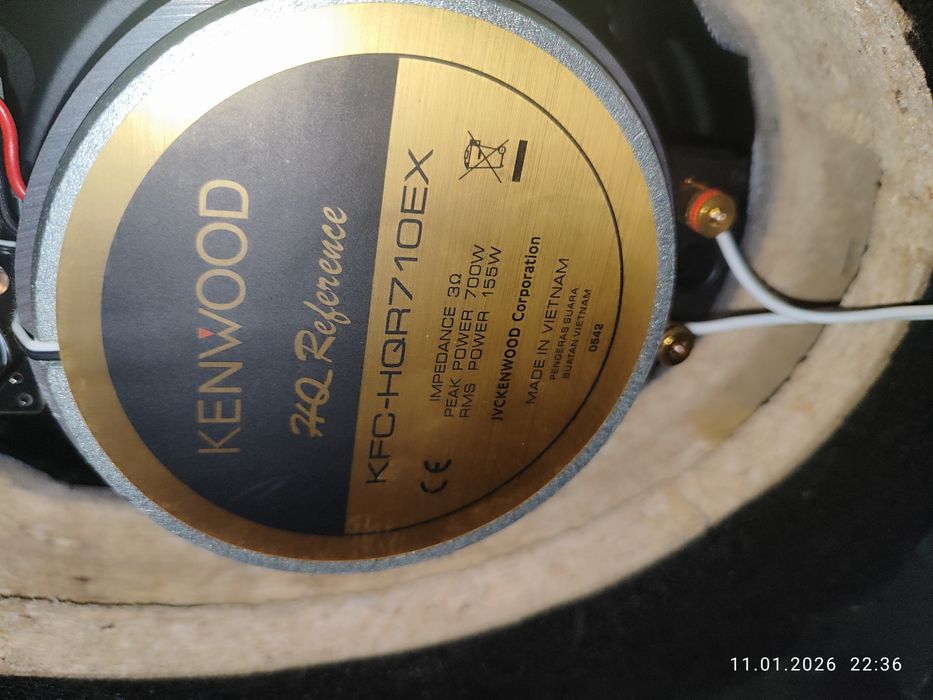 KENWOOD
HQ Reference
KFC-HQR710EX
IMPEDANCE 3Ω
PEAK POWER 700W
RMS POWER 155W
JVCKENWOOD Corporation
MADE IN VIETNAM
PENGERAS SUARA
BUATAN VIETNAM
0542
CE
11.01.2026 22:36